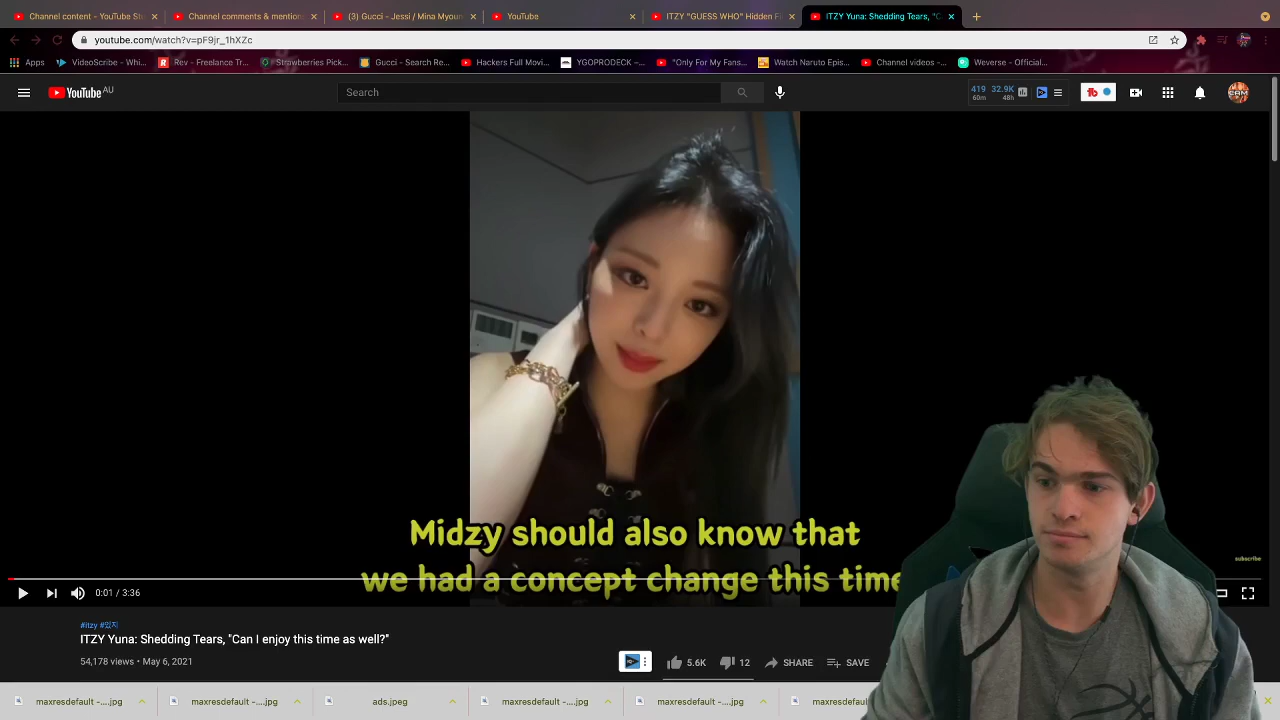 Channel content - YouTube Stu
Channel comments & mention
(3) Gucci - Jessi / Mina Myoun
YouTube
ITZY "GUESS WHO" Hidden Fi
ITZY Yuna: Shedding Tears, "C
youtube.com/watch?v=pF9jr_1hXZc
Apps
VideoScribe - Whi...
Rev - Freelance Tr...
Strawberries Pick...
Gucci - Search Re...
Hackers Full Movi...
YGOPRODECK –...
"Only For My Fans...
Watch Naruto Epis...
Channel videos -...
Weverse - Official...
YouTube AU
Search
419 32.9K
60m 48h
Midzy should also know that
we had a concept change this time
subscribe
0:01 / 3:36
#itzy #있지
ITZY Yuna: Shedding Tears, "Can I enjoy this time as well?"
54,178 views • May 6, 2021
5.6K
12
SHARE
SAVE
maxresdefault -....jpg
maxresdefault -....jpg
ads.jpeg
maxresdefault -....jpg
maxresdefault -....jpg